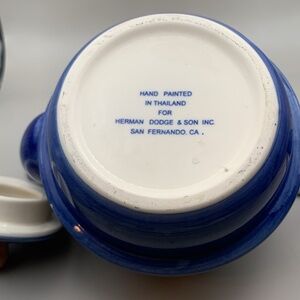 HAND PAINTED
IN THAILAND
FOR
HERMAN DODGE & SON INC
SAN FERNANDO, CA.